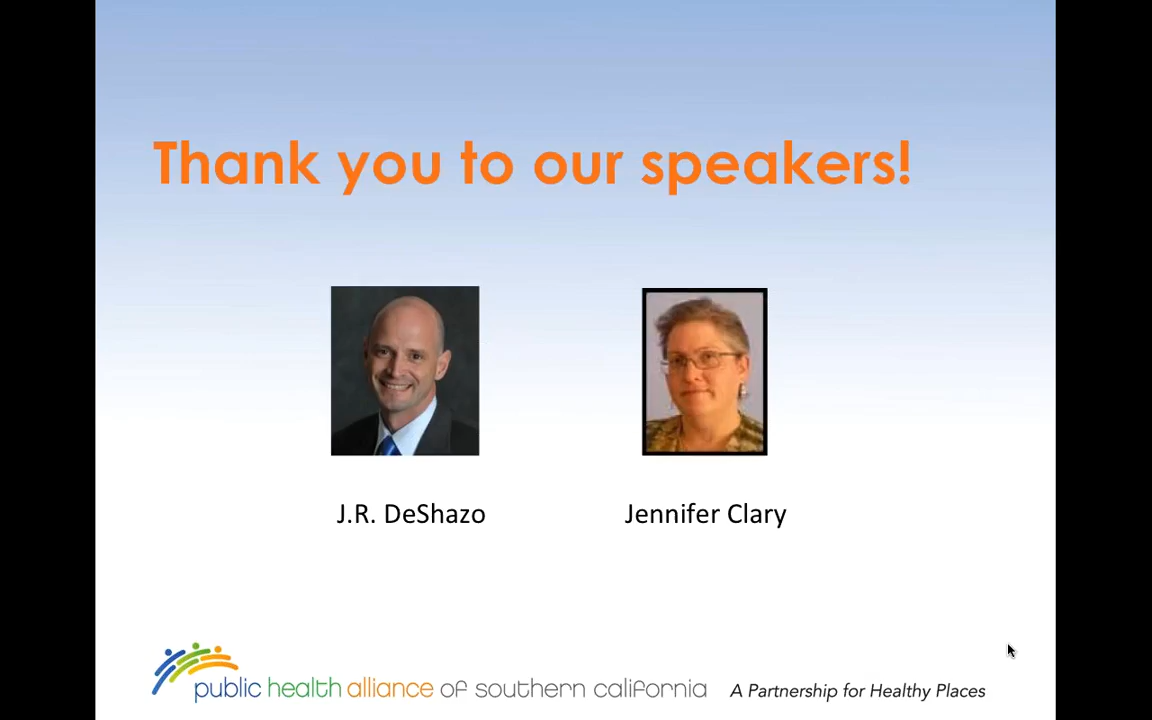 Thank you to our speakers!
J.R. DeShazo Jennifer Clary
public health alliance of southern california A Partnership for Healthy Places